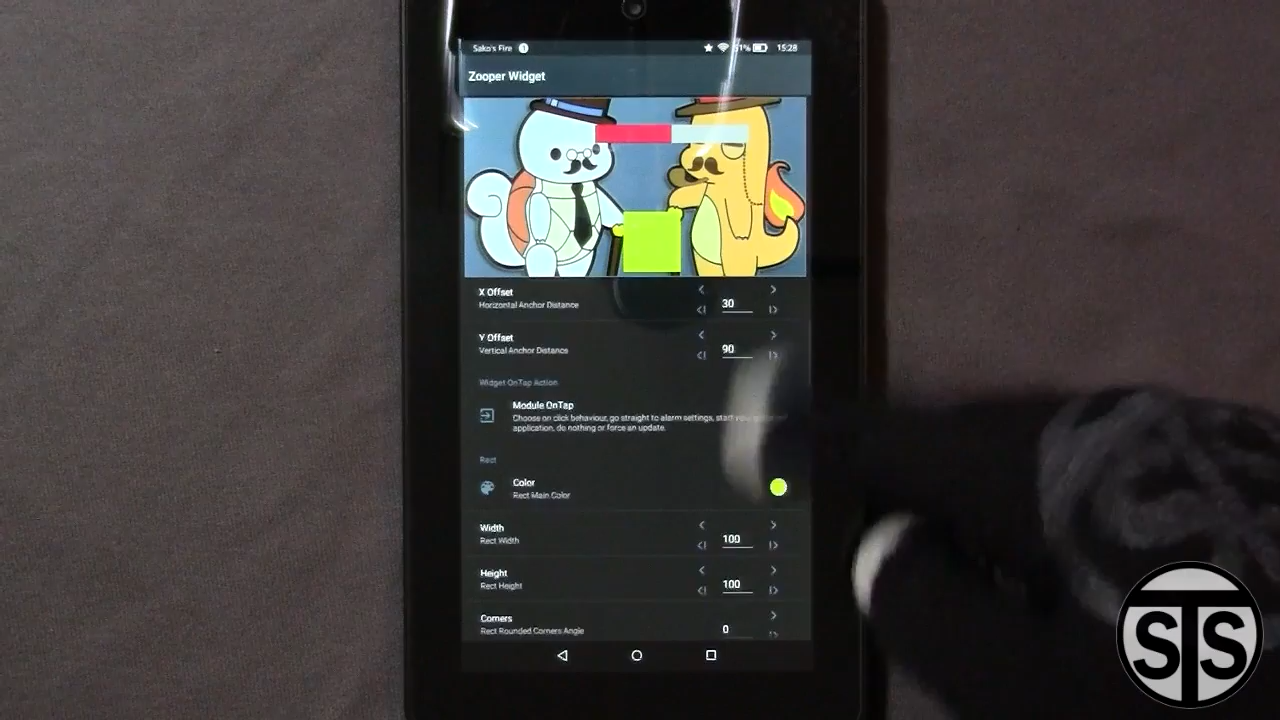 Sako's Fire 1 51% 15:28
Zooper Widget
X Offset
Horizontal Anchor Distance
30
Y Offset
Vertical Anchor Distance
90
Widget OnTap Action
Module OnTap
Choose on click behaviour, go straight to alarm settings, start
application, do nothing or force an update.
Rect
Color
Rect Main Color
Width
Rect Width
100
Height
Rect Height
100
Corners
Rect Rounded Corners Angle
0
STS